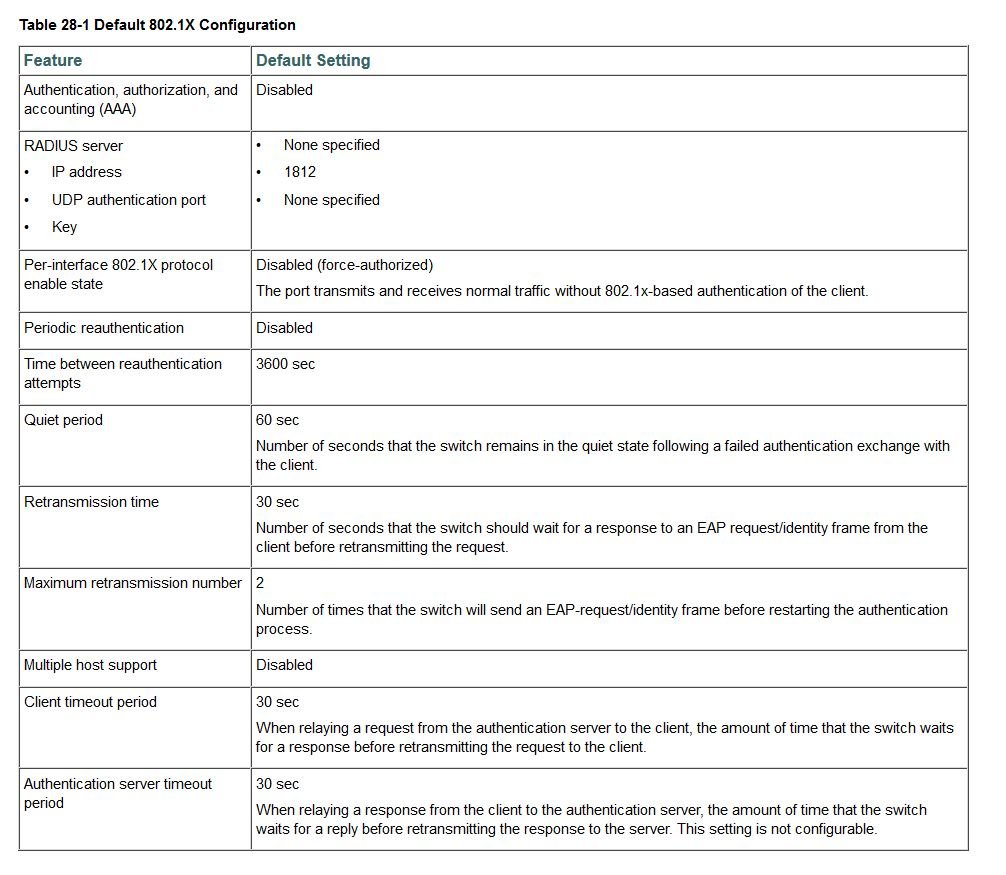 Table 28-1 Default 802.1X Configuration
Feature
Default Setting
Authentication, authorization, and
accounting (AAA)
Disabled
RADIUS server
• IP address
• UDP authentication port
• Key
• None specified
• 1812
• None specified
Per-interface 802.1X protocol
enable state
Disabled (force-authorized)
The port transmits and receives normal traffic without 802.1x-based authentication of the client.
Periodic reauthentication
Disabled
Time between reauthentication
attempts
3600 sec
Quiet period
60 sec
Number of seconds that the switch remains in the quiet state following a failed authentication exchange with
the client.
Retransmission time
30 sec
Number of seconds that the switch should wait for a response to an EAP request/identity frame from the
client before retransmitting the request.
Maximum retransmission number
2
Number of times that the switch will send an EAP-request/identity frame before restarting the authentication
process.
Multiple host support
Disabled
Client timeout period
30 sec
When relaying a request from the authentication server to the client, the amount of time that the switch waits
for a response before retransmitting the request to the client.
Authentication server timeout
period
30 sec
When relaying a response from the client to the authentication server, the amount of time that the switch
waits for a reply before retransmitting the response to the server. This setting is not configurable.